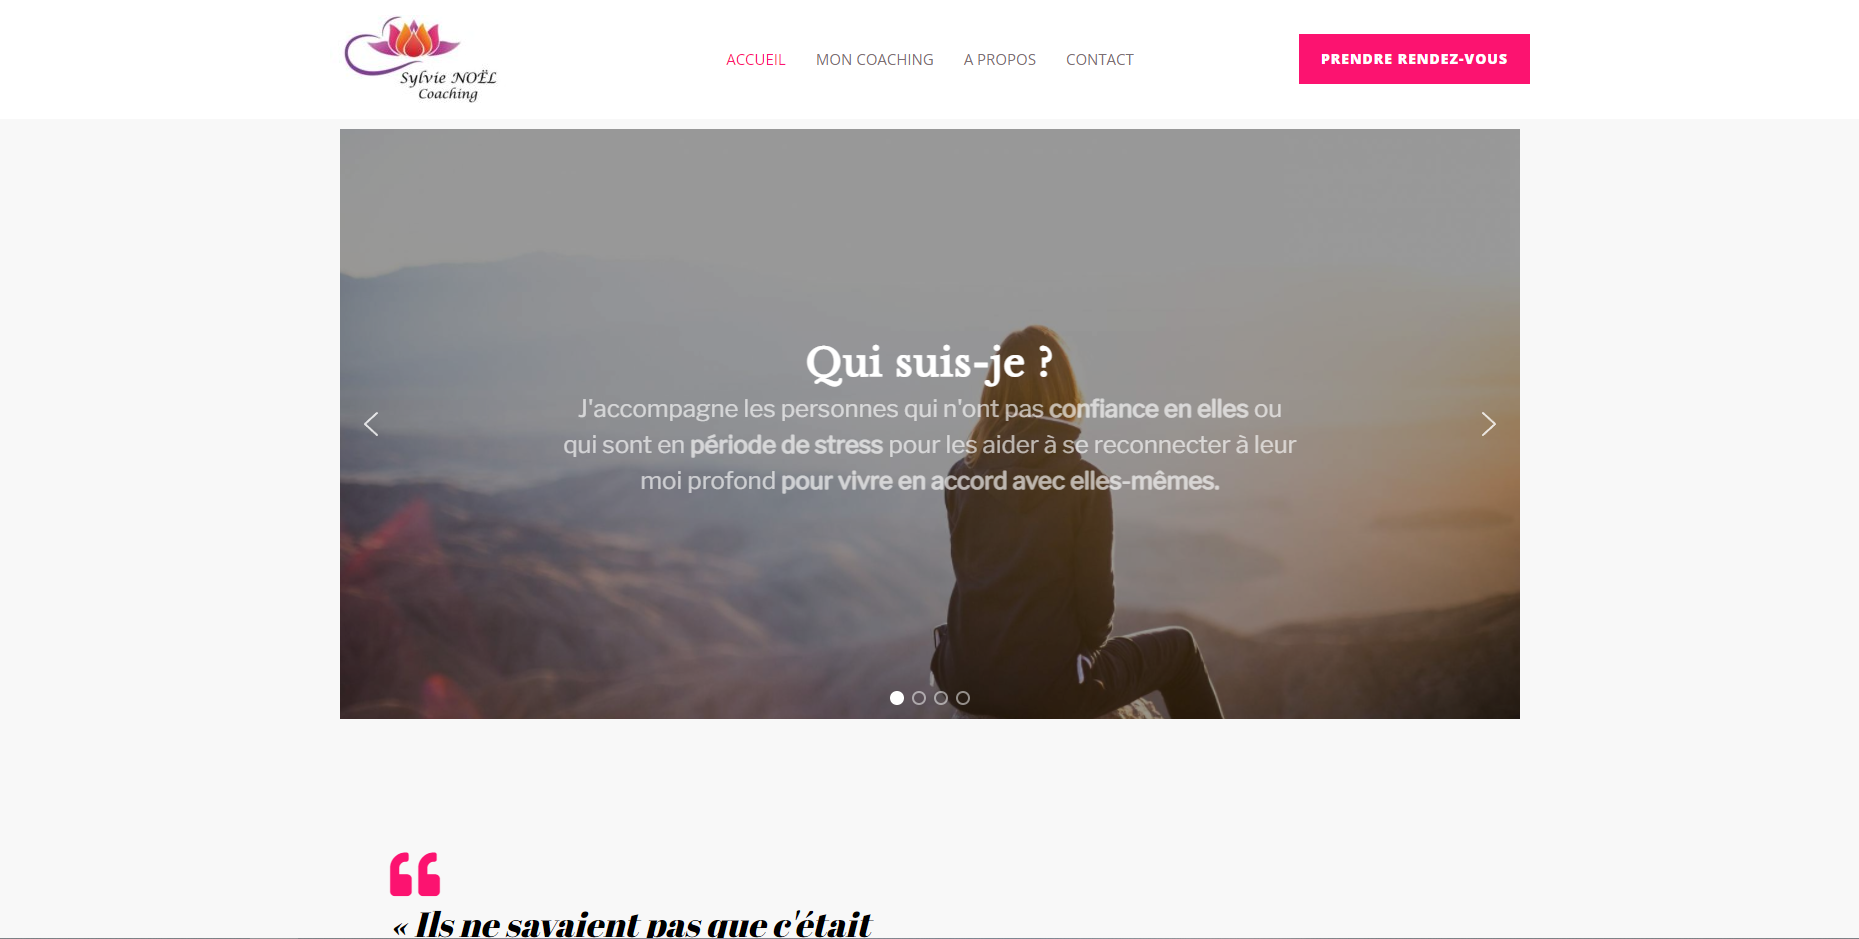 Sylvie NOËL
Coaching
ACCUEIL
MON COACHING
A PROPOS
CONTACT
PRENDRE RENDEZ-VOUS
Qui suis-je ?
J'accompagne les personnes qui n'ont pas confiance en elles ou
qui sont en période de stress pour les aider à se reconnecter à leur
moi profond pour vivre en accord avec elles-mêmes.
« Ils ne savaient pas que c'était